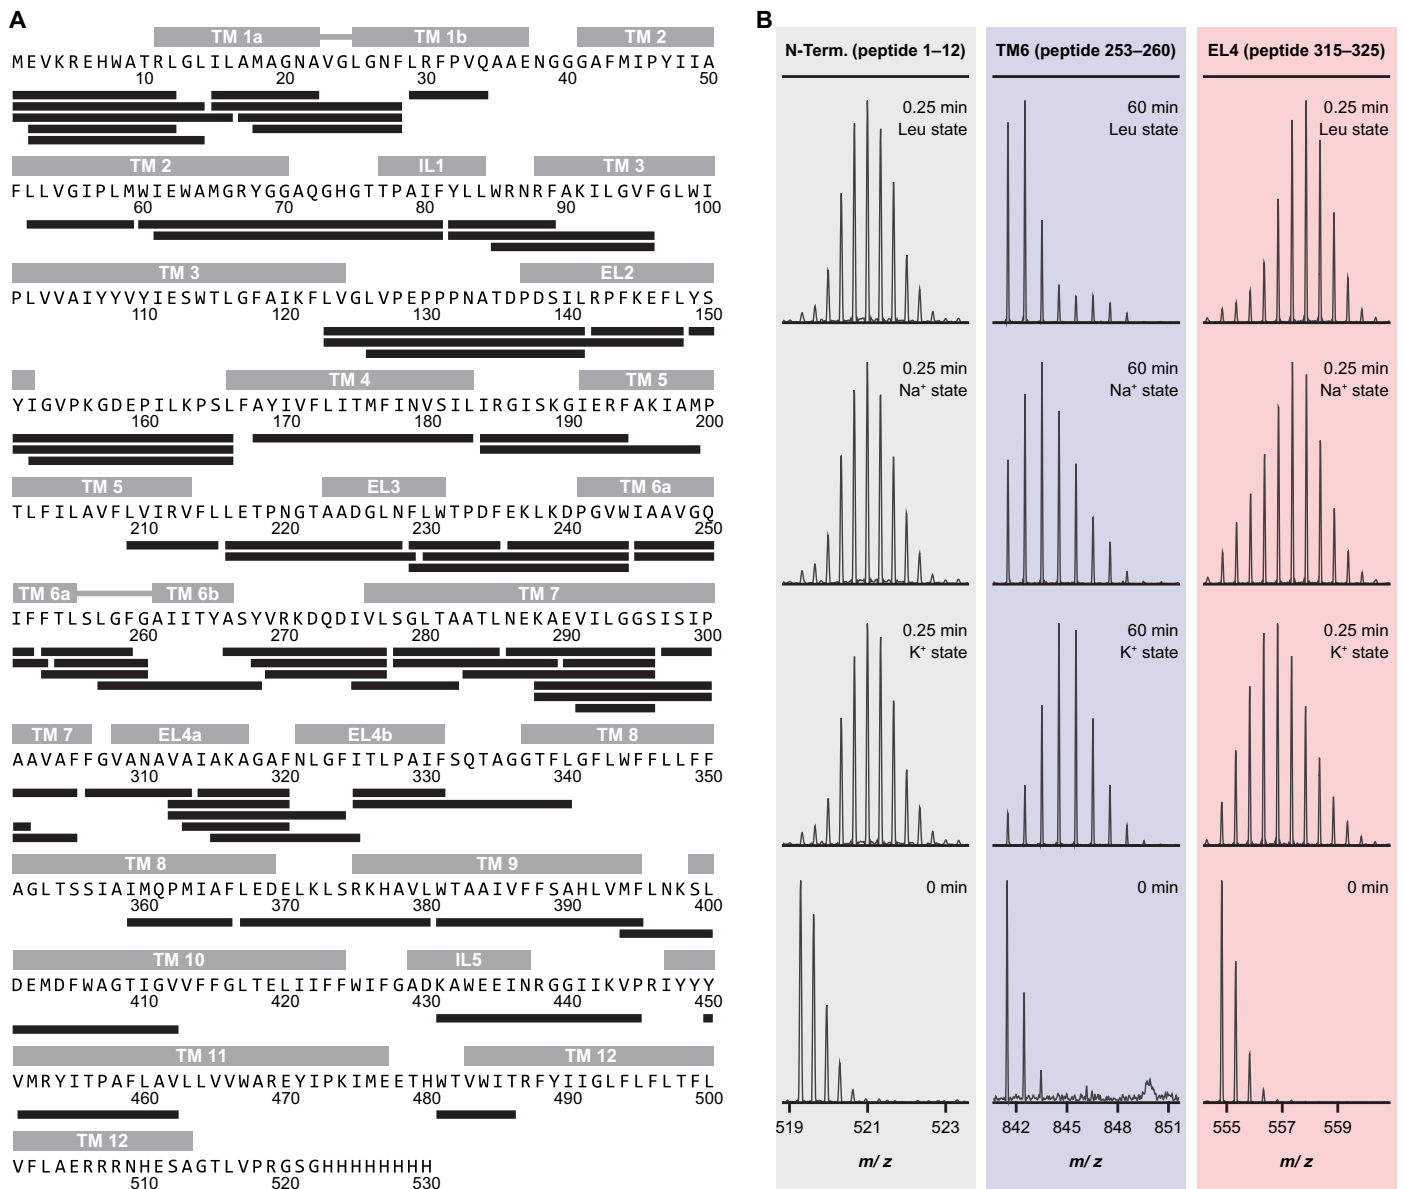 A
TM 1a TM 1b TM 2
MEVKREHWATRLGLILAMAGNAVGLGNFLRFPVQAAENGGGAFMIPYIIA
10 20 30 40 50
TM 2 IL1 TM 3
FLLVGIPLMWIEWAMGRYGGAQGHGTTPAIFYLLWRNRFAKILGVFGLWI
60 70 80 90 100
TM 3 EL2
PLVVAIYYVYIESWTLGFAIKFLVGLVPEPPPNATDPDSILRPFKEFLYS
110 120 130 140 150
TM 4 TM 5
YIGVPKGDEPILKPSLFAYIVFLITMFINVSILIRGISKGIERFAKIAMP
160 170 180 190 200
TM 5 EL3 TM 6a
TLFILAVFLVIRVFLLETPNGTAADGLNFLWTPDFEKLKDPGVWIAAVGQ
210 220 230 240 250
TM 6a TM 6b TM 7
IFFTLSLGFGAIITYASYVRKDQDIVLSGLTAATLNEKAEVILGGSISIP
260 270 280 290 300
TM 7 EL4a EL4b TM 8
AAVAFFGVANAVAIAKAGAFNLGFITLPAIFSQTAGGTFLGFLWFFLLFF
310 320 330 340 350
TM 8 TM 9
AGLTSSIAIMQPMIAFLEDELKLSRKHAVLWTAAIVFFSAHLVMFLNKSL
360 370 380 390 400
TM 10 IL5
DEMDFWAGTIGVVFFGLTELIIFFWIFGADKAWEEINRGGIIKVPRIYYY
410 420 430 440 450
TM 11 TM 12
VMRYITPAFLAVLLVVWAREYIPKIMEETHWTVWITRFYIIGLFLFLTFL
460 470 480 490 500
TM 12
VFLAERRRNHESAGTLVPRGSGHHHHHHHH
510 520 530
B
N-Term. (peptide 1–12) TM6 (peptide 253–260) EL4 (peptide 315–325)
0.25 min 60 min 0.25 min
Leu state Leu state Leu state
0.25 min 60 min 0.25 min
Na⁺ state Na⁺ state Na⁺ state
0.25 min 60 min 0.25 min
K⁺ state K⁺ state K⁺ state
0 min 0 min 0 min
519 521 523 842 845 848 851 555 557 559
m/z m/z m/z